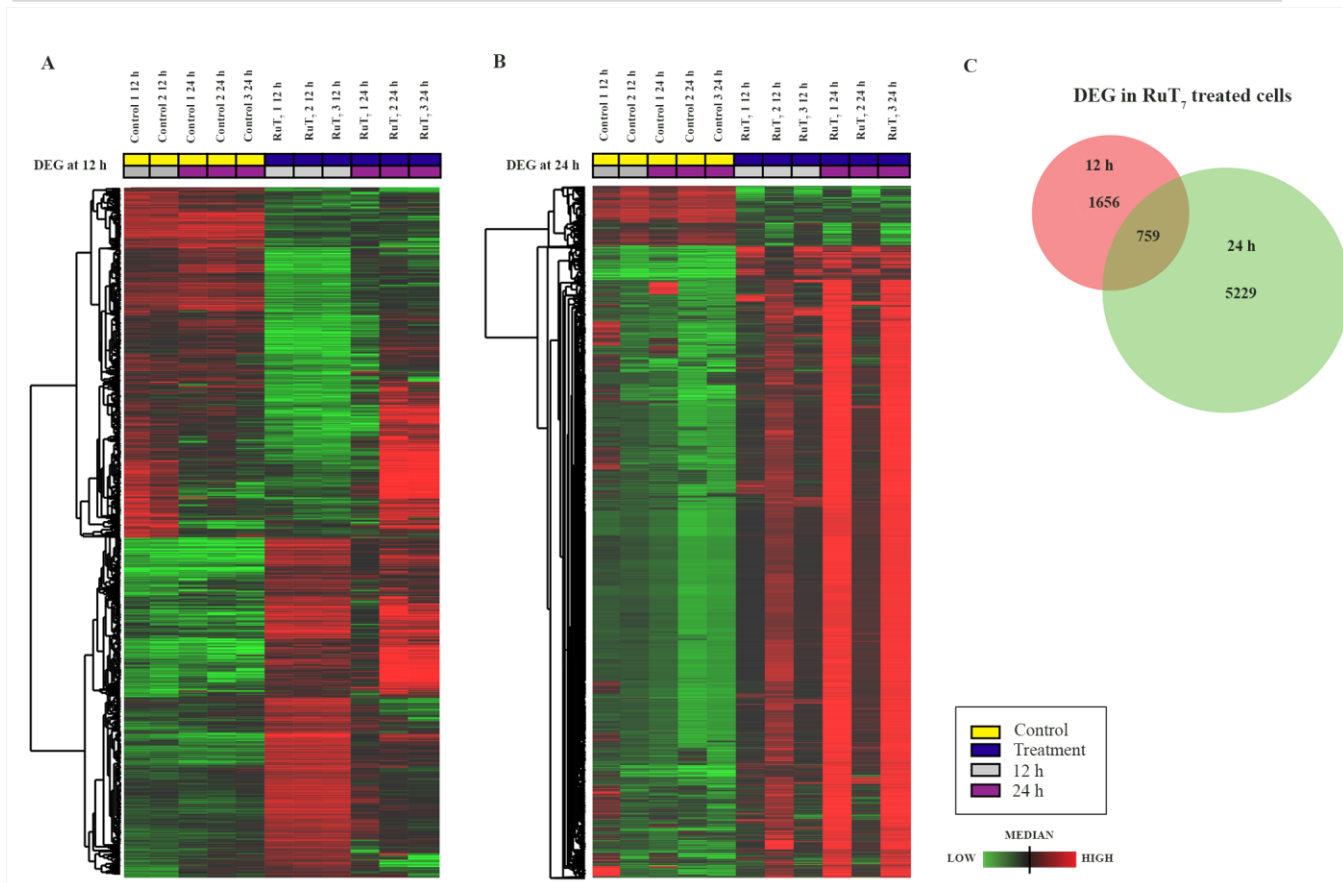 A
Control 1 12 h
Control 2 12 h
Control 1 24 h
Control 2 24 h
Control 3 24 h
RuT7 1 12 h
RuT7 2 12 h
RuT7 3 12 h
RuT7 1 24 h
RuT7 2 24 h
RuT7 3 24 h
DEG at 12 h
B
Control 1 12 h
Control 2 12 h
Control 1 24 h
Control 2 24 h
Control 3 24 h
RuT7 1 12 h
RuT7 2 12 h
RuT7 3 12 h
RuT7 1 24 h
RuT7 2 24 h
RuT7 3 24 h
DEG at 24 h
C
DEG in RuT7 treated cells
12 h
1656
759
24 h
5229
Control
Treatment
12 h
24 h
MEDIAN
LOW HIGH